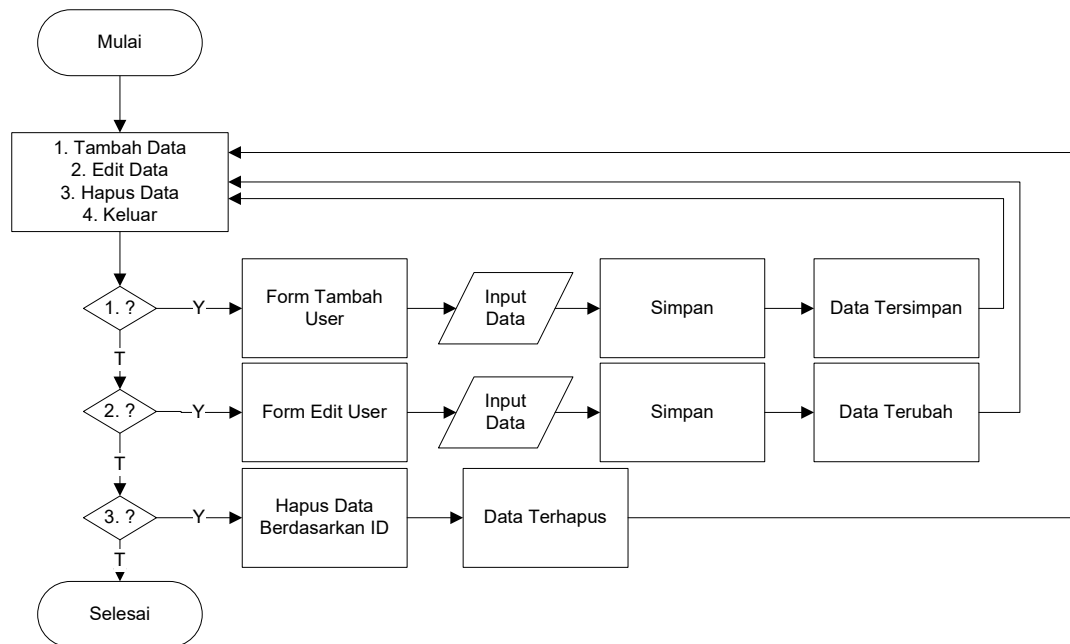 Mulai
1. Tambah Data
2. Edit Data
3. Hapus Data
4. Keluar
1. ?
Y
Form Tambah
User
Input
Data
Simpan
Data Tersimpan
T
2. ?
Y
Form Edit User
Input
Data
Simpan
Data Terubah
T
3. ?
Y
Hapus Data
Berdasarkan ID
Data Terhapus
T
Selesai